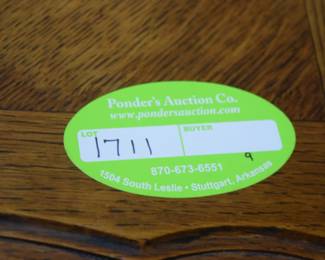 Ponder's Auction Co.
www.pondersauction.com
LOT BUYER
1711
9
870-673-6551
1504 South Leslie • Stuttgart, Arkansas